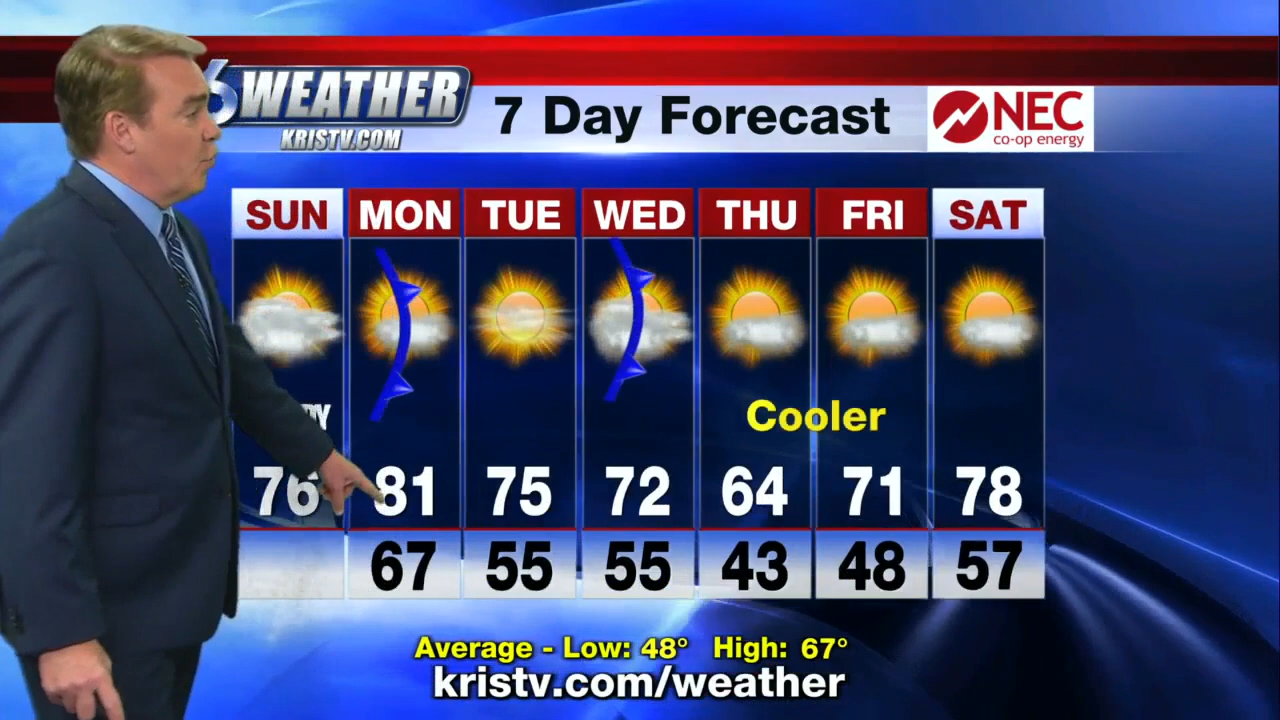 6 WEATHER
KRISTV.COM
7 Day Forecast
NEC
co-op energy
SUN MON TUE WED THU FRI SAT
Cooler
76 81 75 72 64 71 78
67 55 55 43 48 57
Average - Low: 48° High: 67°
kristv.com/weather